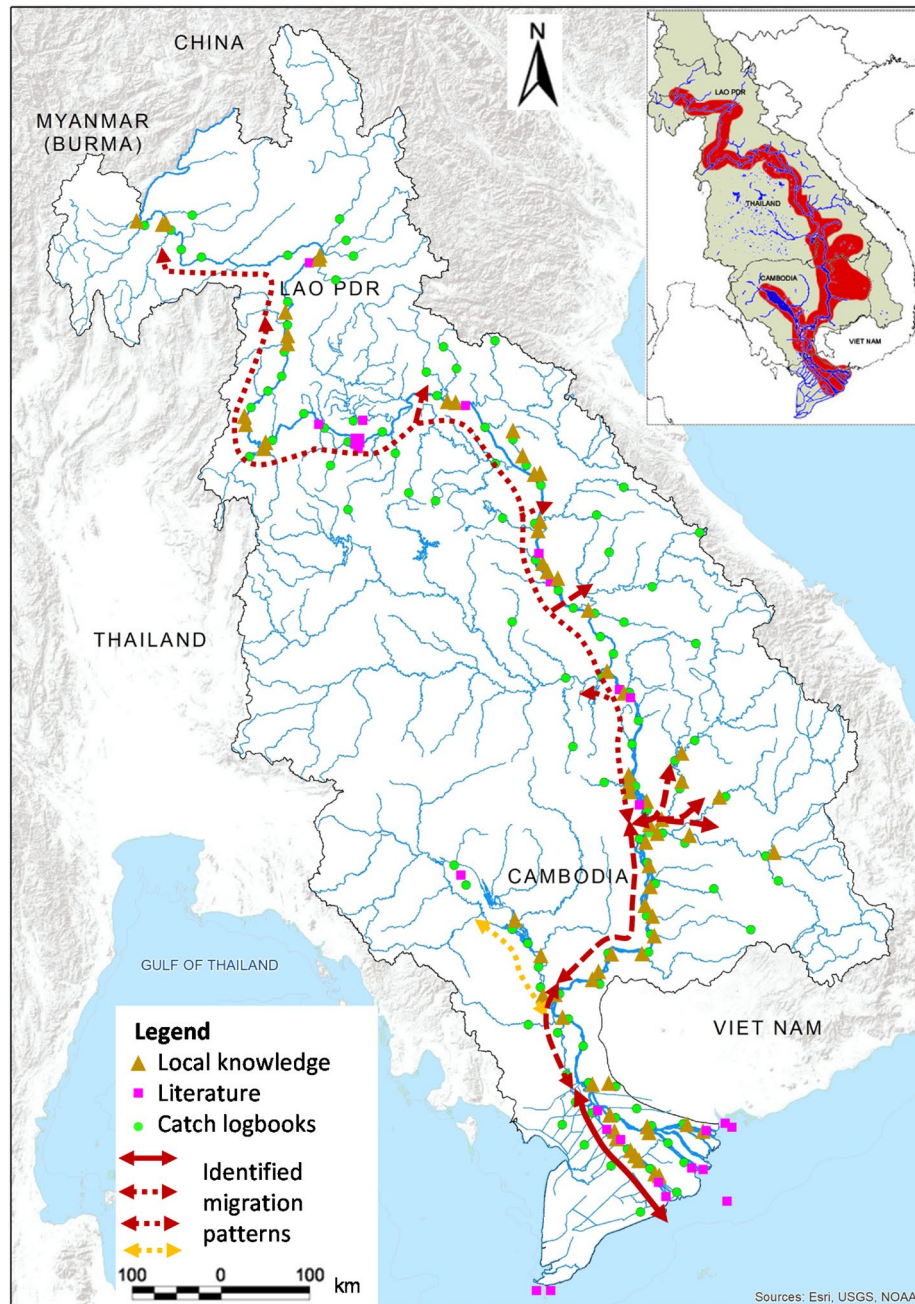 CHINA
N
MYANMAR
(BURMA)
LAO PDR
THAILAND
CAMBODIA
VIET NAM
LAO PDR
THAILAND
CAMBODIA
GULF OF THAILAND
VIET NAM
Legend
Local knowledge
Literature
Catch logbooks
Identified
migration
patterns
100 0 100
km
Sources: Esri, USGS, NOAA